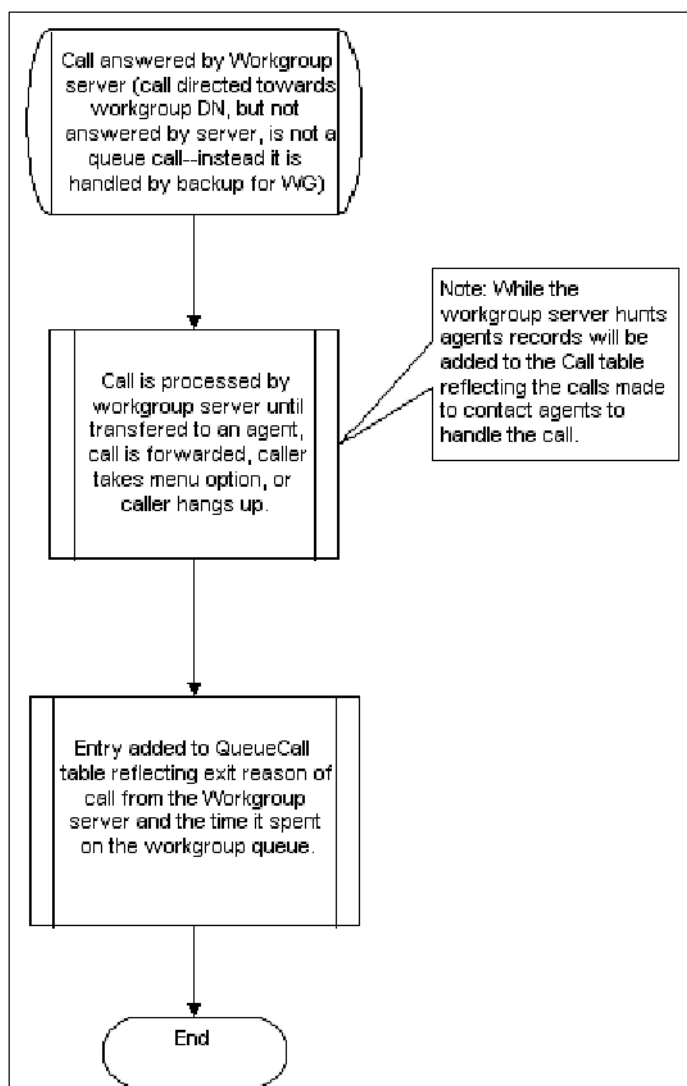 Call answered by Workgroup
server (call directed towards
workgroup DN, but not
answered by server, is not a
queue call--instead it is
handled by backup for WG)
Note: While the
workgroup server hunts
agents records will be
added to the Call table
reflecting the calls made
to contact agents to
handle the call.
Call is processed by
workgroup server until
transfered to an agent,
call is forwarded, caller
takes menu option, or
caller hangs up.
Entry added to QueueCall
table reflecting exit reason of
call from the Workgroup
server and the time it spent
on the workgroup queue.
End